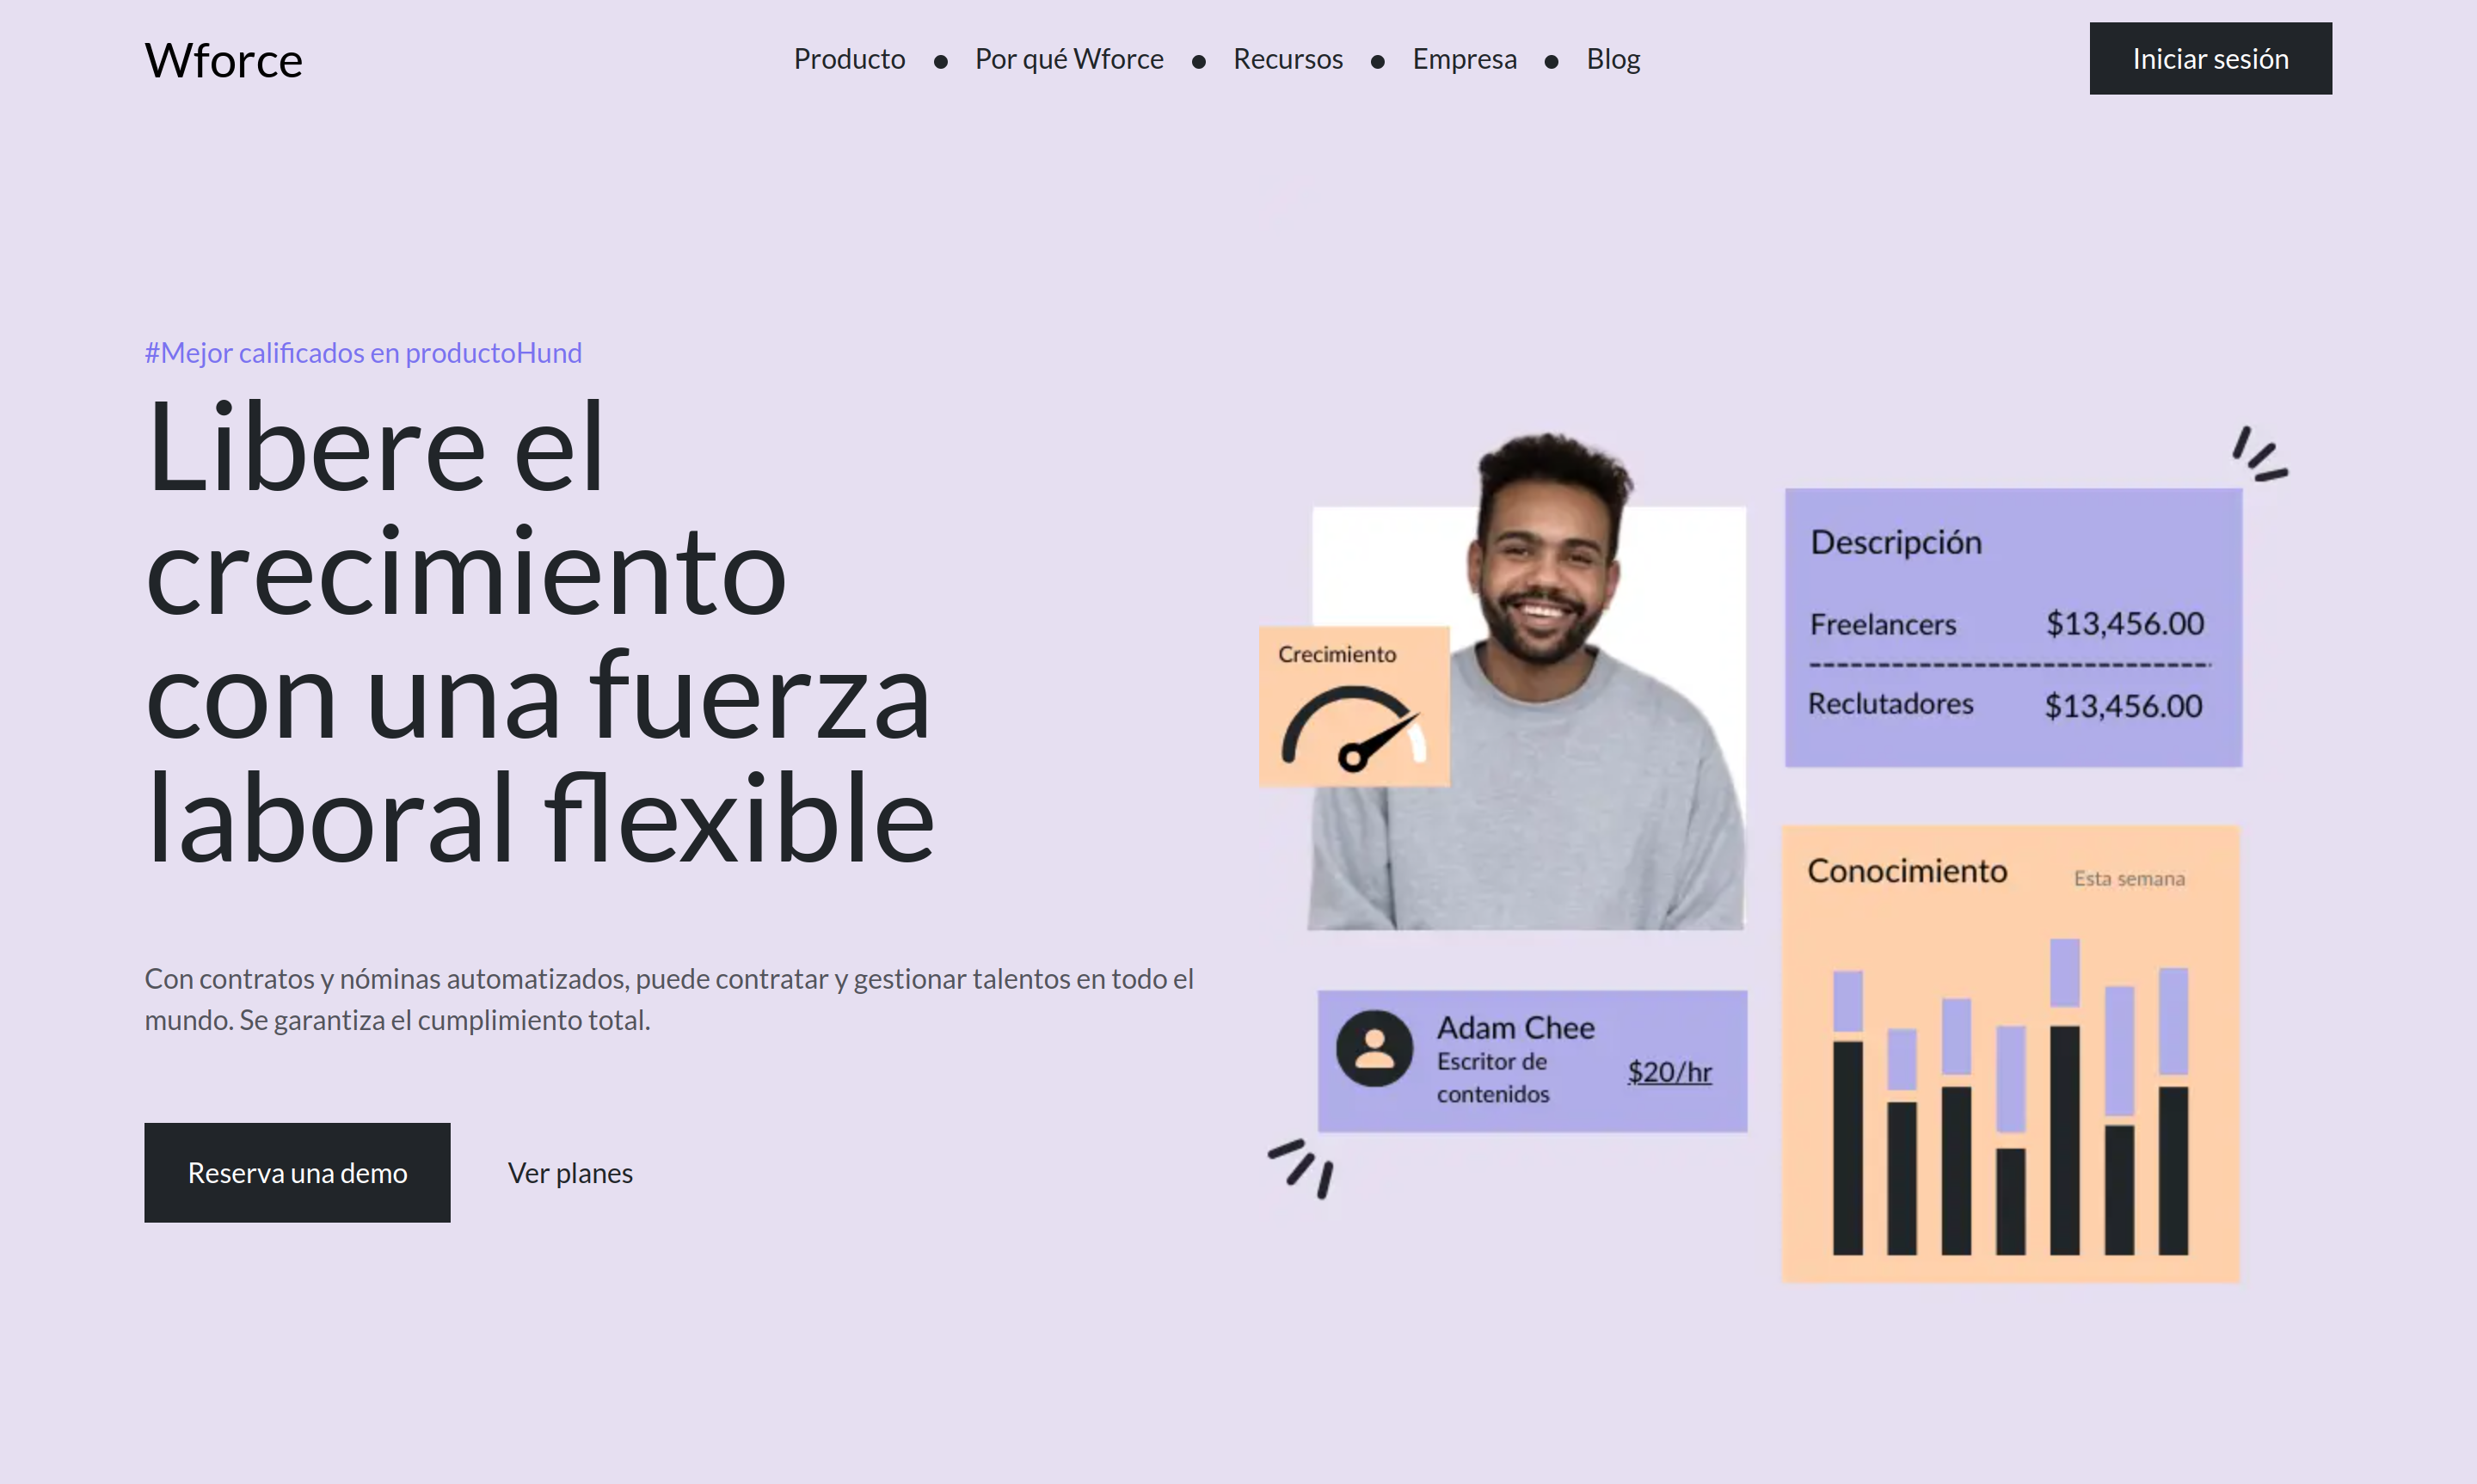 Wforce
Producto ● Por qué Wforce ● Recursos ● Empresa ● Blog
Iniciar sesión
#Mejor calificados en productoHund
Libere el
crecimiento
con una fuerza
laboral flexible
Con contratos y nóminas automatizados, puede contratar y gestionar talentos en todo el
mundo. Se garantiza el cumplimiento total.
Reserva una demo
Ver planes
Crecimiento
Adam Chee
Escritor de
contenidos
$20/hr
Descripción
Freelancers $13,456.00
Reclutadores $13,456.00
Conocimiento
Esta semana